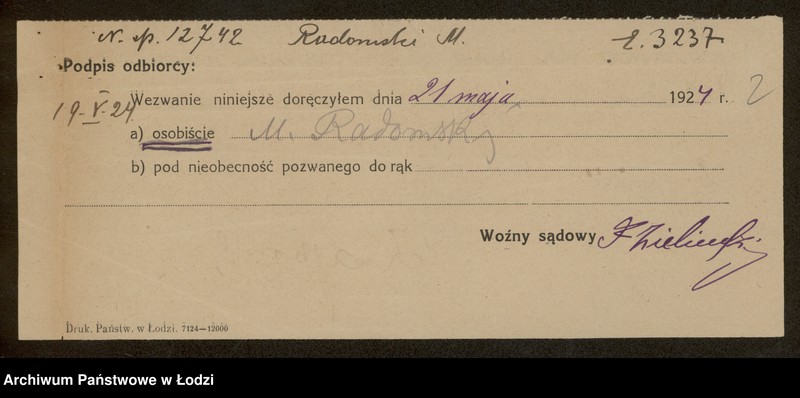 N. sp. 12742 Radomski M. L. 3237
Podpis odbiorcy:
19-V-24
Wezwanie niniejsze doręczyłem dnia 21 maja 1924 r. 2
a) osobiście M. Radomski
b) pod nieobecność pozwanego do rąk
Woźny sądowy F Zieliński
Druk. Państw. w Łodzi. 7124—12000
Archiwum Państwowe w Łodzi